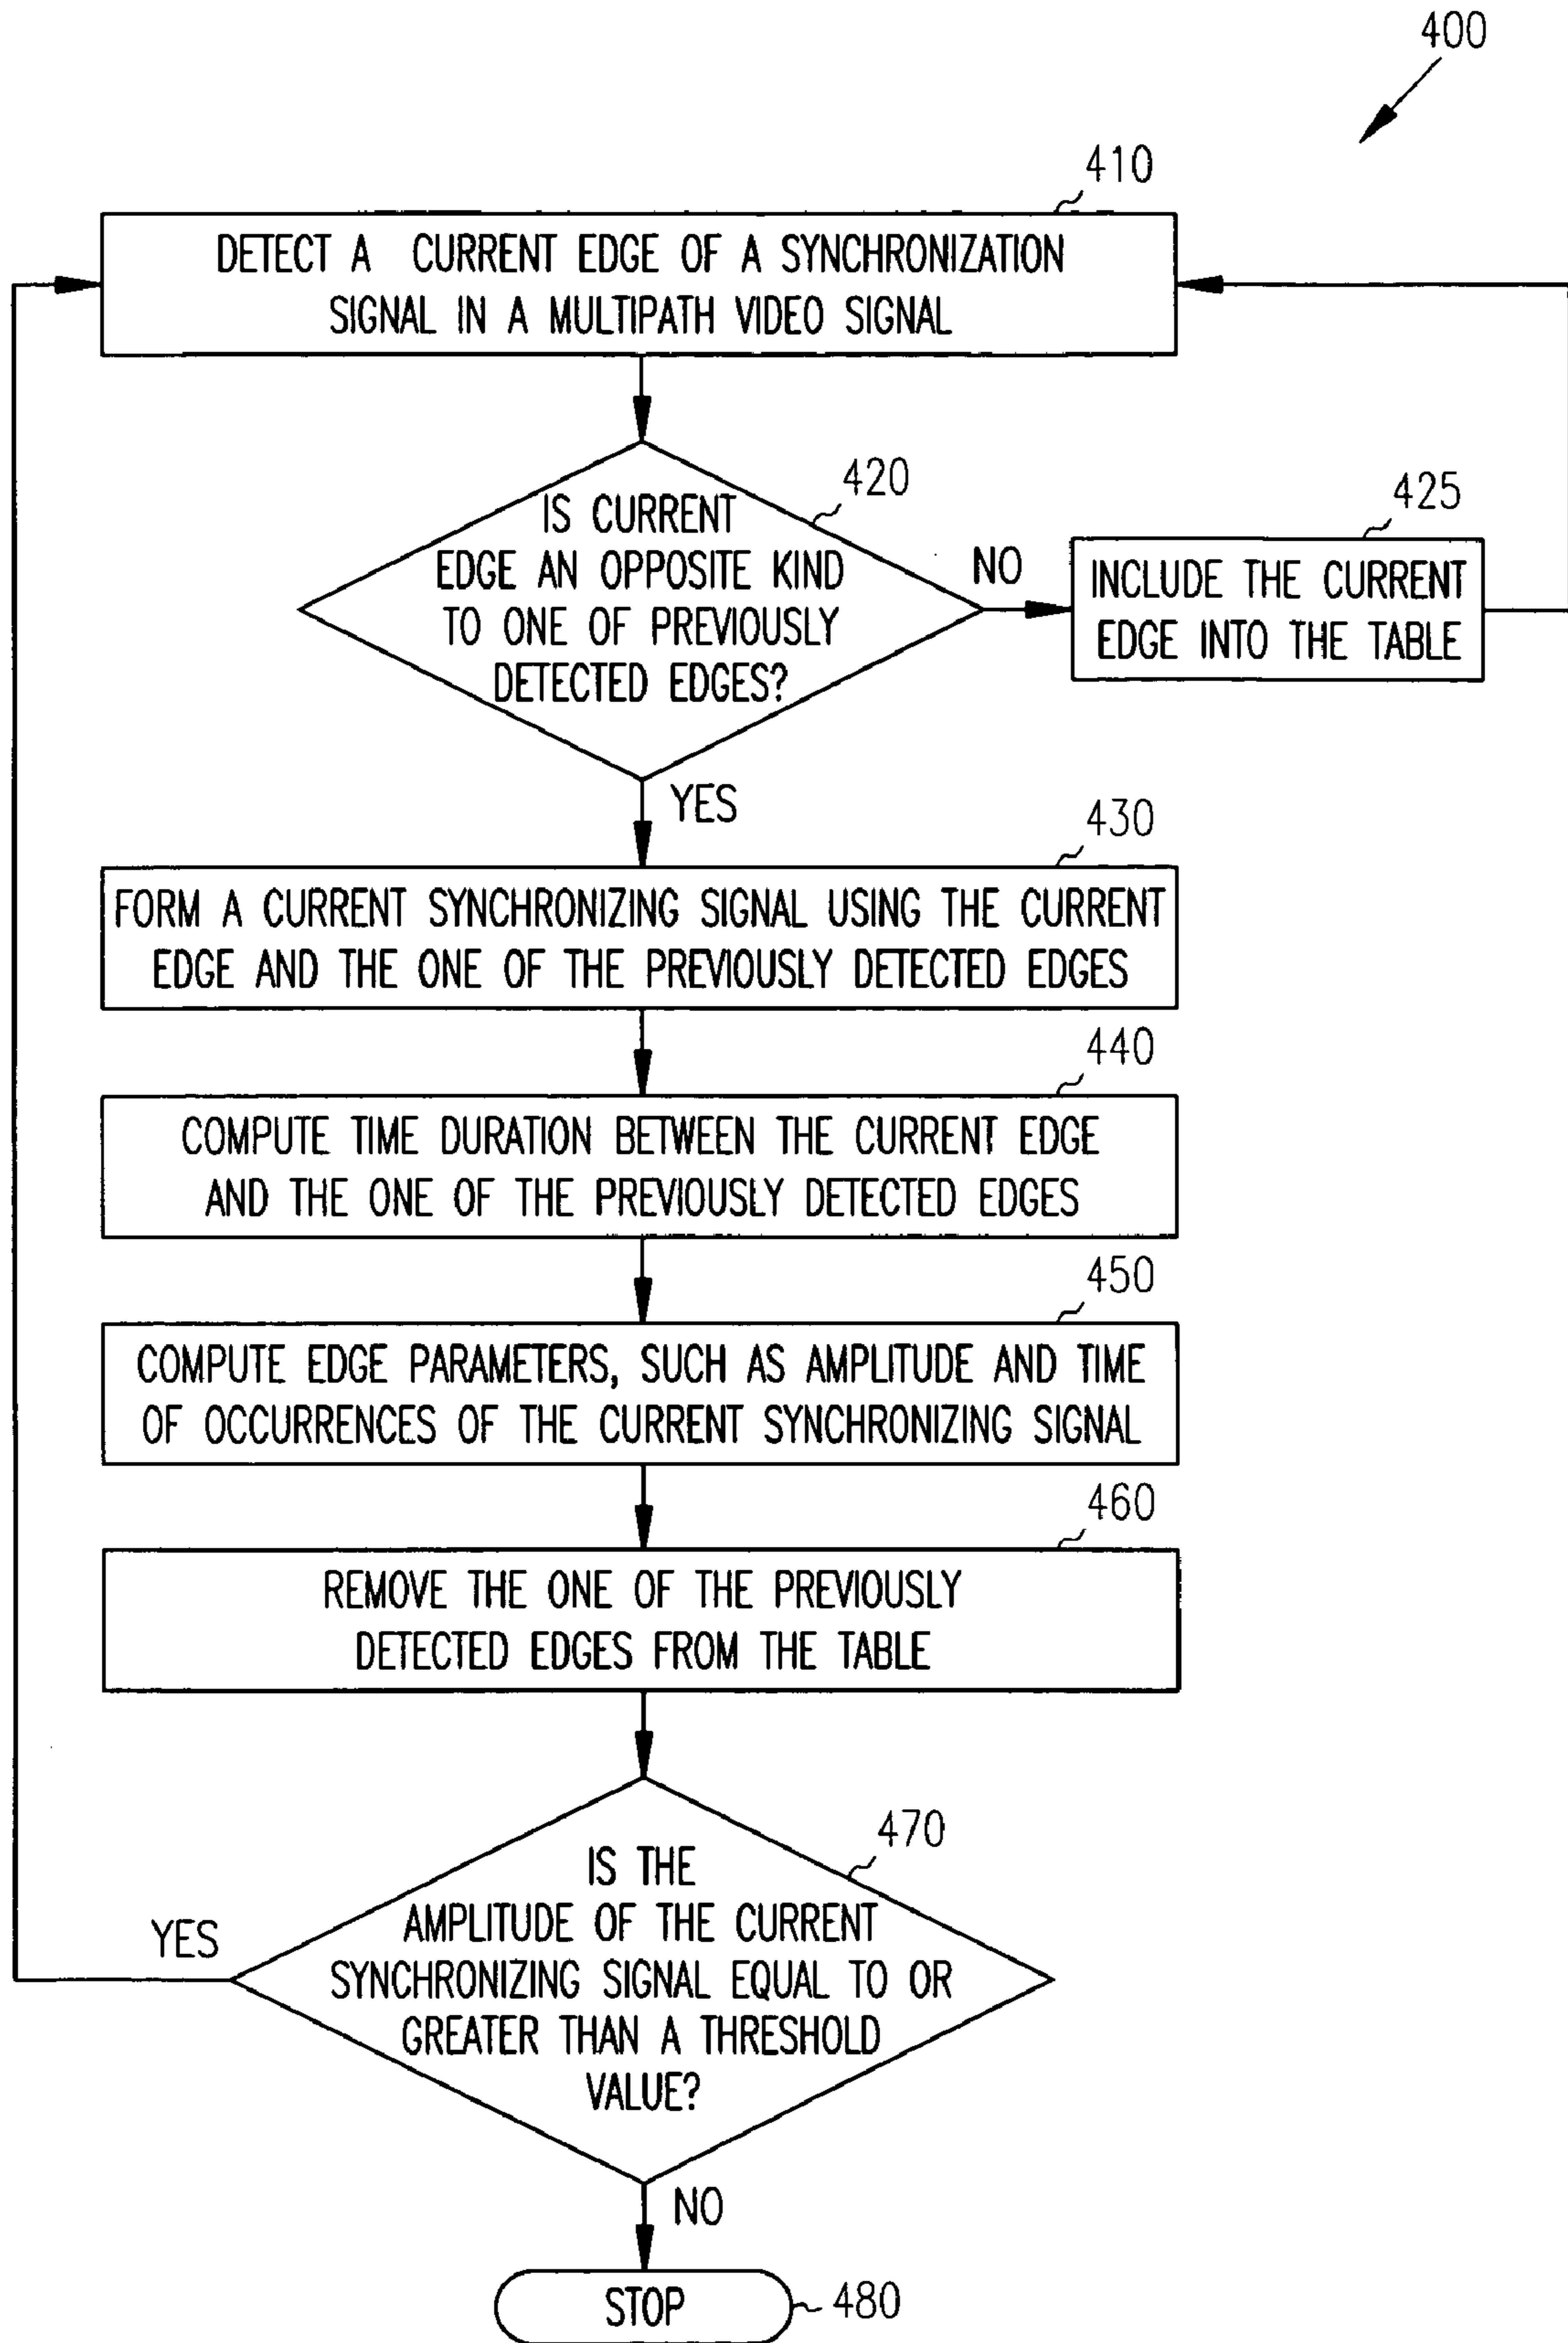 400
410
DETECT A CURRENT EDGE OF A SYNCHRONIZATION
SIGNAL IN A MULTIPATH VIDEO SIGNAL
420
IS CURRENT
EDGE AN OPPOSITE KIND
TO ONE OF PREVIOUSLY
DETECTED EDGES?
NO
425
INCLUDE THE CURRENT
EDGE INTO THE TABLE
YES
430
FORM A CURRENT SYNCHRONIZING SIGNAL USING THE CURRENT
EDGE AND THE ONE OF THE PREVIOUSLY DETECTED EDGES
440
COMPUTE TIME DURATION BETWEEN THE CURRENT EDGE
AND THE ONE OF THE PREVIOUSLY DETECTED EDGES
450
COMPUTE EDGE PARAMETERS, SUCH AS AMPLITUDE AND TIME
OF OCCURRENCES OF THE CURRENT SYNCHRONIZING SIGNAL
460
REMOVE THE ONE OF THE PREVIOUSLY
DETECTED EDGES FROM THE TABLE
470
IS THE
AMPLITUDE OF THE CURRENT
SYNCHRONIZING SIGNAL EQUAL TO OR
GREATER THAN A THRESHOLD
VALUE?
YES
NO
STOP
480